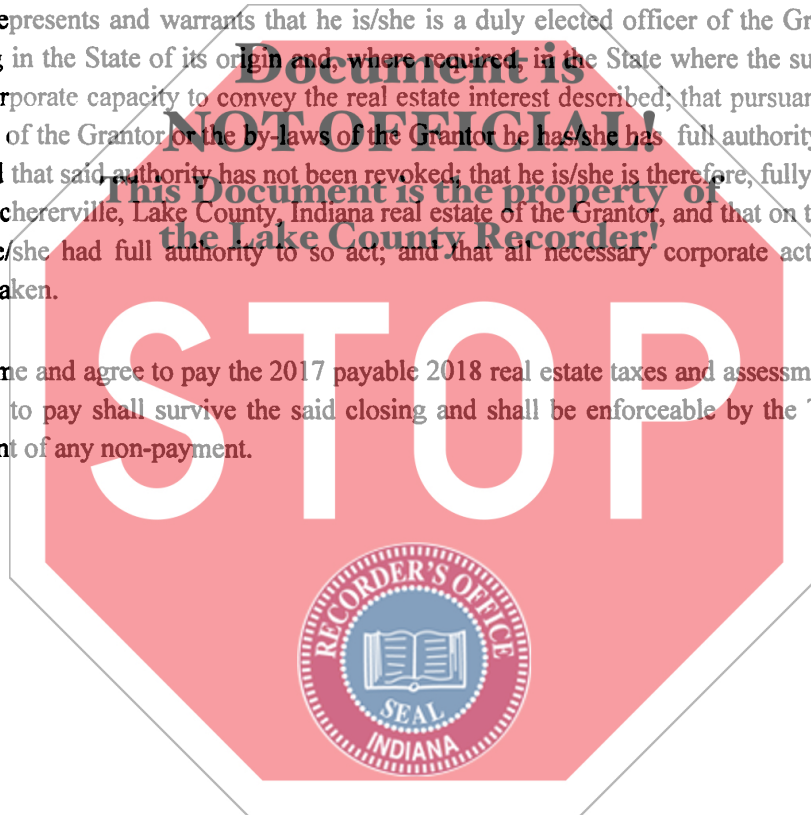 epresents and warrants that he is/she is a duly elected officer of the Gr
in the State of its origin and, where required, in the State where the su
rporate capacity to convey the real estate interest described; that pursuan
of the Grantor or the by-laws of the Grantor he has/she has full authority
that said authority has not been revoked; that he is/she is therefore, fully
chererville, Lake County, Indiana real estate of the Grantor, and that on t
e/she had full authority to so act; and that all necessary corporate act
aken.
Document is
NOT OFFICIAL!
This Document is the property of
the Lake County Recorder!
STOP
me and agree to pay the 2017 payable 2018 real estate taxes and assessm
to pay shall survive the said closing and shall be enforceable by the
nt of any non-payment.
RECORDER'S OFFICE
SEAL
INDIANA